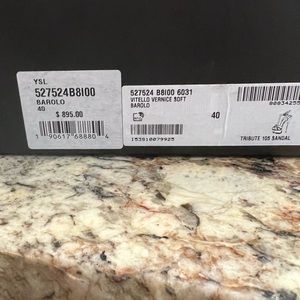 YSL
527524B8I00
BAROLO
40
$ 895.00
1 90617 68880 4
527524 B8I00 6031
VITELLO VERNICE SOFT
BAROLO
40
153910079925
0003425
TRIBUTE 105 SANDAL